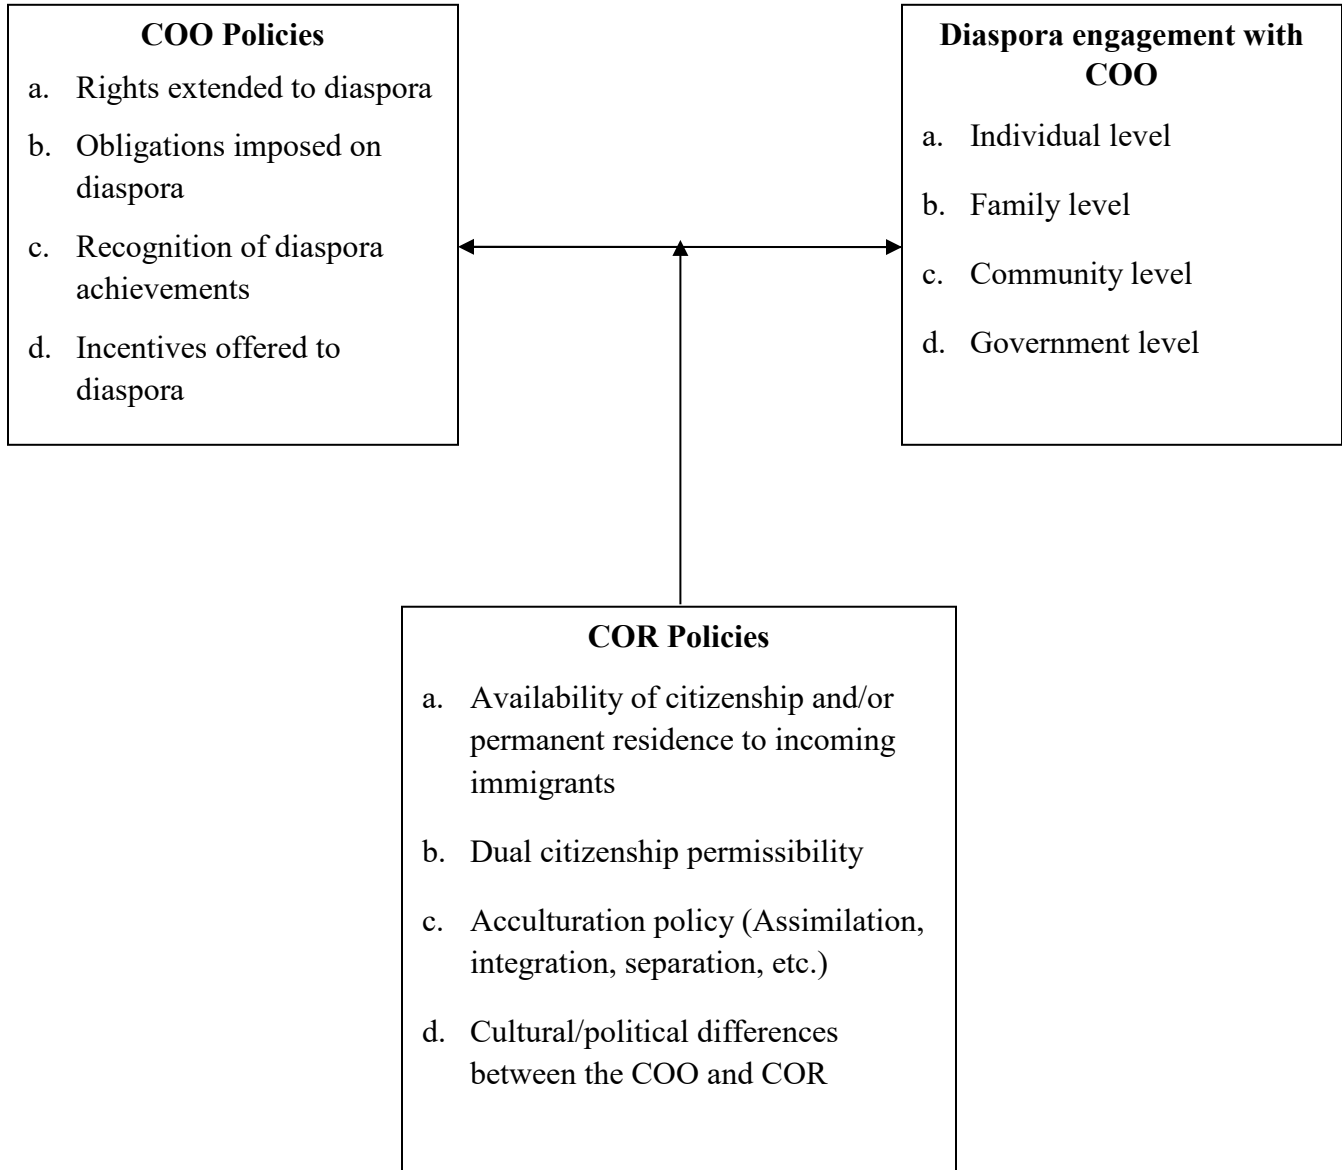 COO Policies
a. Rights extended to diaspora
b. Obligations imposed on
diaspora
c. Recognition of diaspora
achievements
d. Incentives offered to
diaspora
Diaspora engagement with
COO
a. Individual level
b. Family level
c. Community level
d. Government level
COR Policies
a. Availability of citizenship and/or
permanent residence to incoming
immigrants
b. Dual citizenship permissibility
c. Acculturation policy (Assimilation,
integration, separation, etc.)
d. Cultural/political differences
between the COO and COR